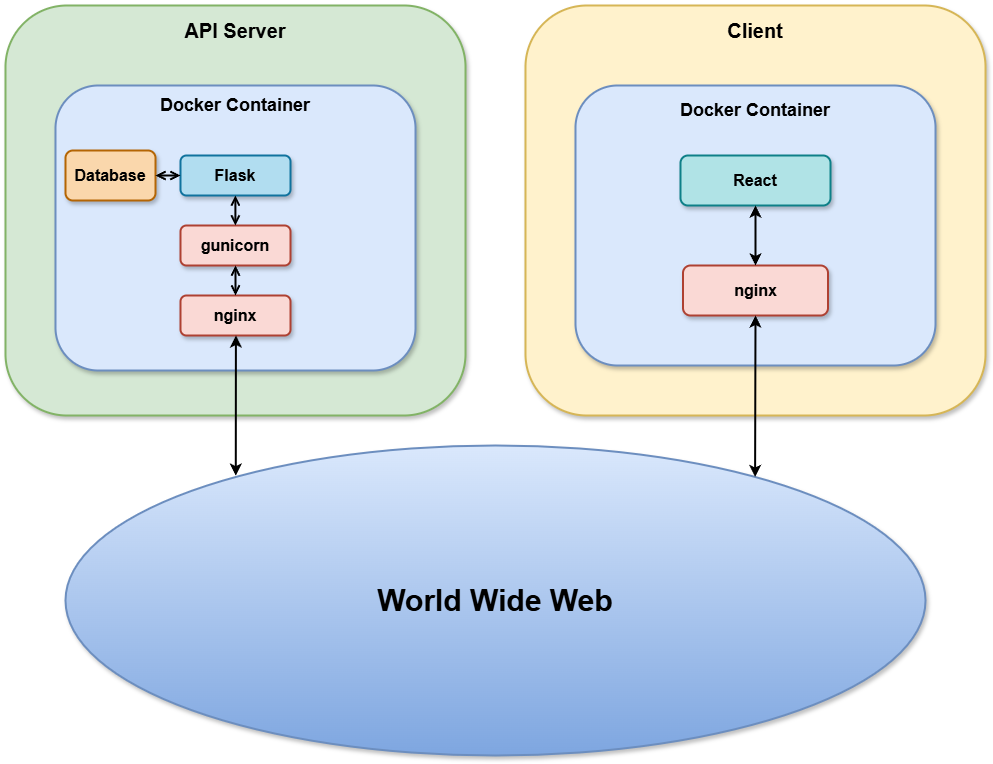 API Server
Docker Container
Database
Flask
gunicorn
nginx
Client
Docker Container
React
nginx
World Wide Web